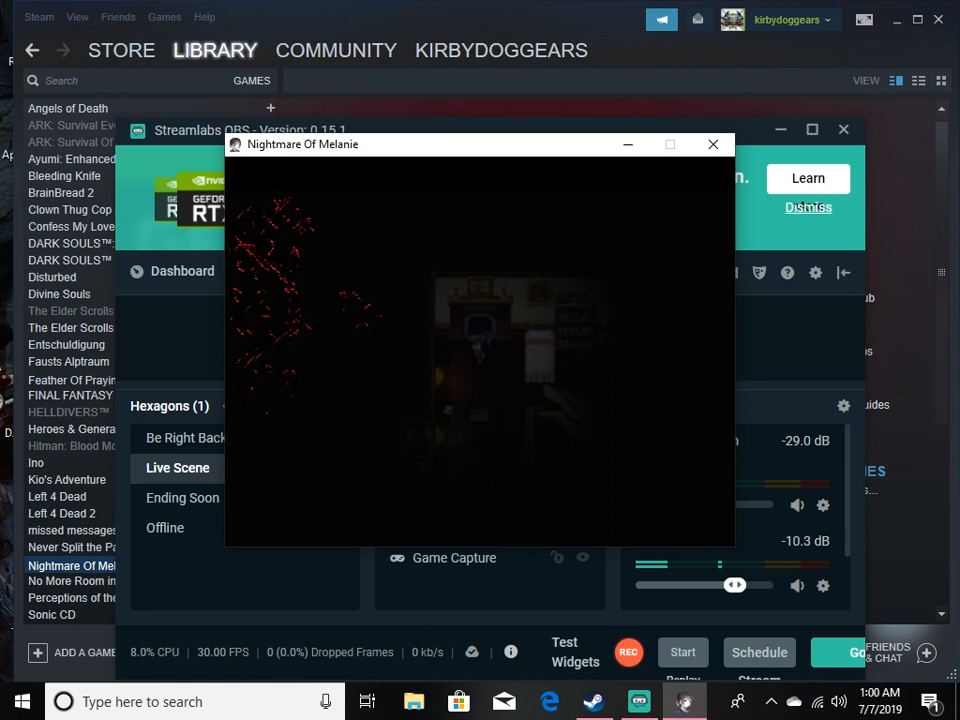 Steam View Friends Games Help
kirbydoggears
STORE LIBRARY COMMUNITY KIRBYDOGGEARS
Search GAMES VIEW
Angels of Death
ARK: Survival Ev
ARK: Survival Of
Ayumi: Enhanced
Bleeding Knife
BrainBread 2
Clown Thug Cop
Confess My Love
DARK SOULS™:
DARK SOULS™
Disturbed
Divine Souls
The Elder Scrolls
The Elder Scrolls
Entschuldigung
Fausts Alptraum
Feather Of Prayin
FINAL FANTASY
HELLDIVERS™
Heroes & Genera
Hitman: Blood Mo
Ino
Kio's Adventure
Left 4 Dead
Left 4 Dead 2
missed messages
Never Split the Pa
Nightmare Of Mel
No More Room in
Perceptions of the
Sonic CD
ADD A GAME
Streamlabs OBS - Version: 0.15.1
Nightmare Of Melanie
n.
Learn
Dismiss
Dashboard
Hexagons (1)
Be Right Back
Live Scene
Ending Soon
Offline
Game Capture
-29.0 dB
-10.3 dB
ub
ps
uides
IES
s...
8.0% CPU 30.00 FPS 0 (0.0%) Dropped Frames 0 kb/s
Test
Widgets
REC
Start
Schedule
Go
FRIENDS
& CHAT
Type here to search
1:00 AM
7/7/2019
1